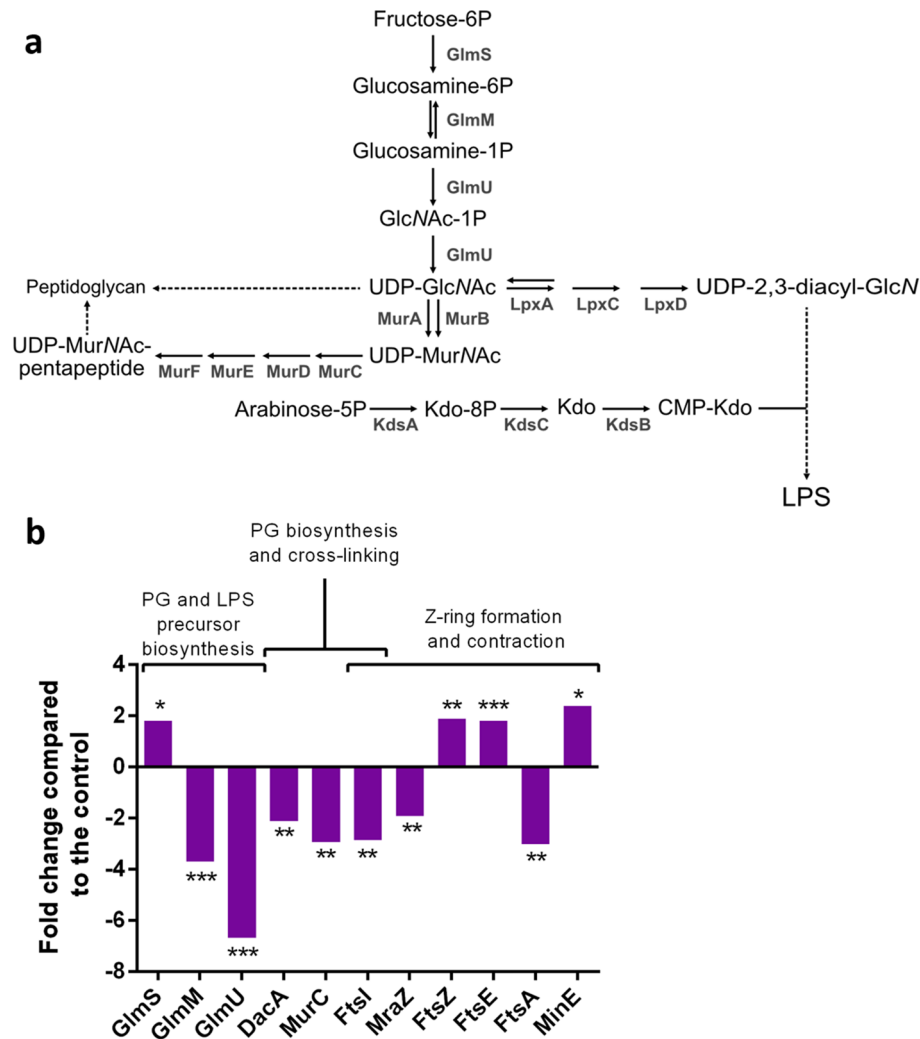 a
Fructose-6P
GlmS
Glucosamine-6P
GlmM
Glucosamine-1P
GlmU
GlcNAc-1P
GlmU
Peptidoglycan
UDP-GlcNAc
LpxA
LpxC
LpxD
UDP-2,3-diacyl-GlcN
MurA
MurB
UDP-MurNAc-
pentapeptide
MurF
MurE
MurD
MurC
UDP-MurNAc
Arabinose-5P
KdsA
Kdo-8P
KdsC
Kdo
KdsB
CMP-Kdo
LPS
b
PG biosynthesis
and cross-linking
PG and LPS
precursor
biosynthesis
Z-ring formation
and contraction
Fold change compared
to the control
4
2
0
-2
-4
-6
-8
*
***
***
**
**
**
**
**
***
**
*
GlmS
GlmM
GlmU
DacA
MurC
FtsI
MraZ
FtsZ
FtsE
FtsA
MinE